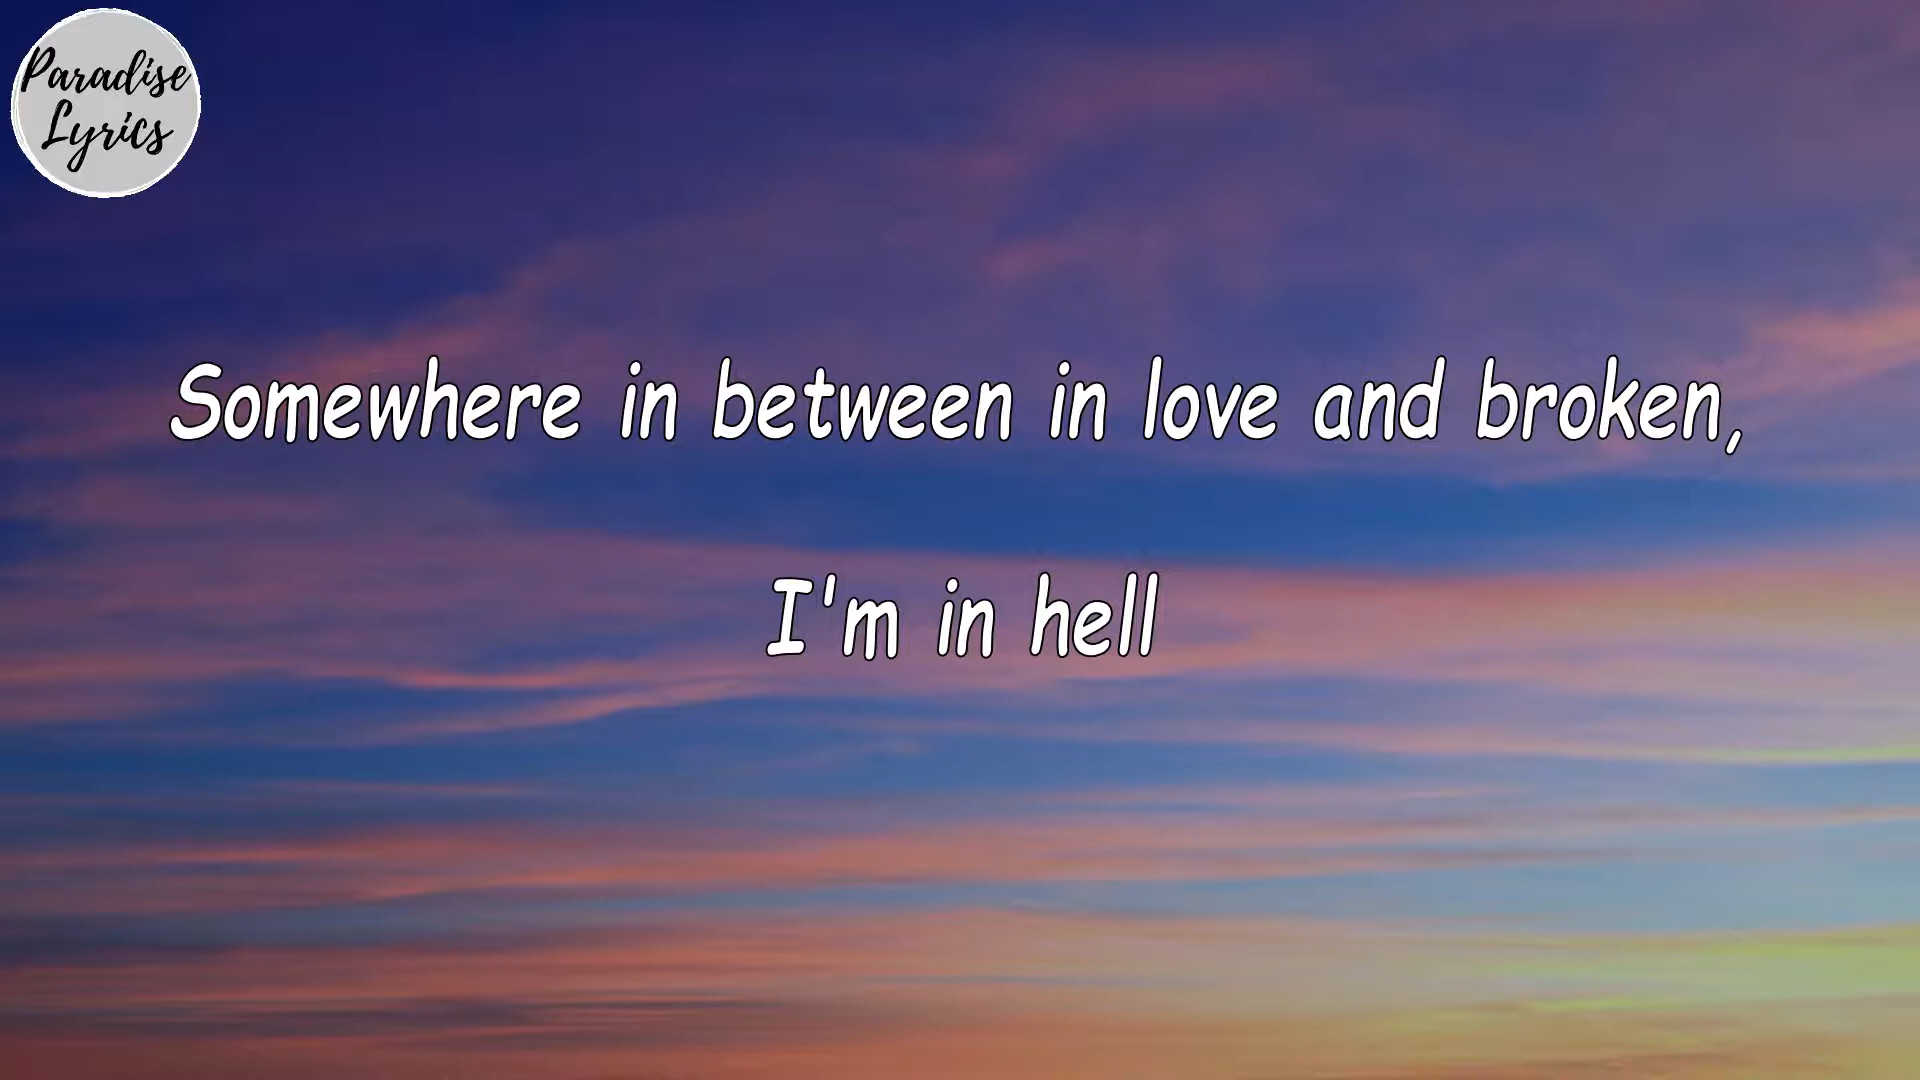 Paradise
Lyrics
Somewhere in between in love and broken,
I'm in hell